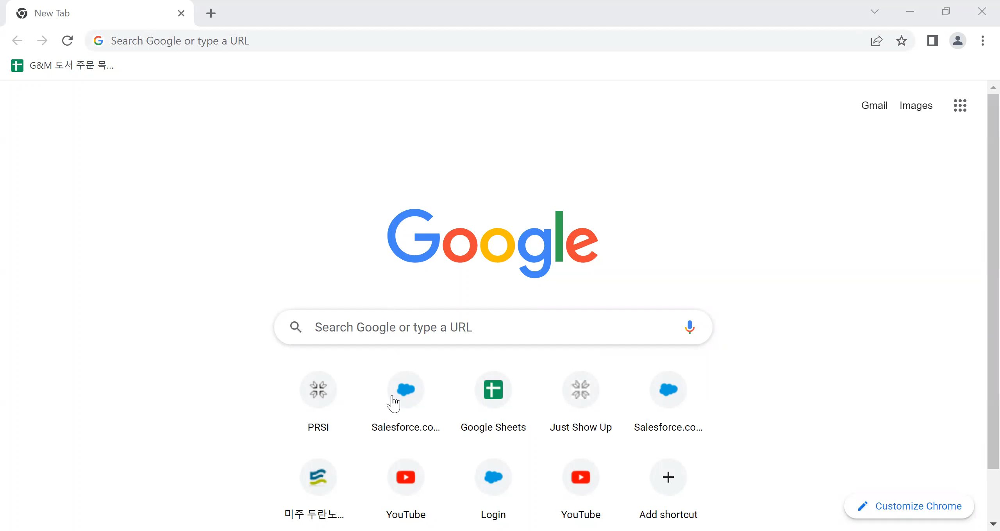 New Tab
Search Google or type a URL
G&M 도서 주문 목...
Gmail Images
Google
Search Google or type a URL
PRSI Salesforce.co... Google Sheets Just Show Up Salesforce.co...
미주 두란노... YouTube Login YouTube Add shortcut
Customize Chrome